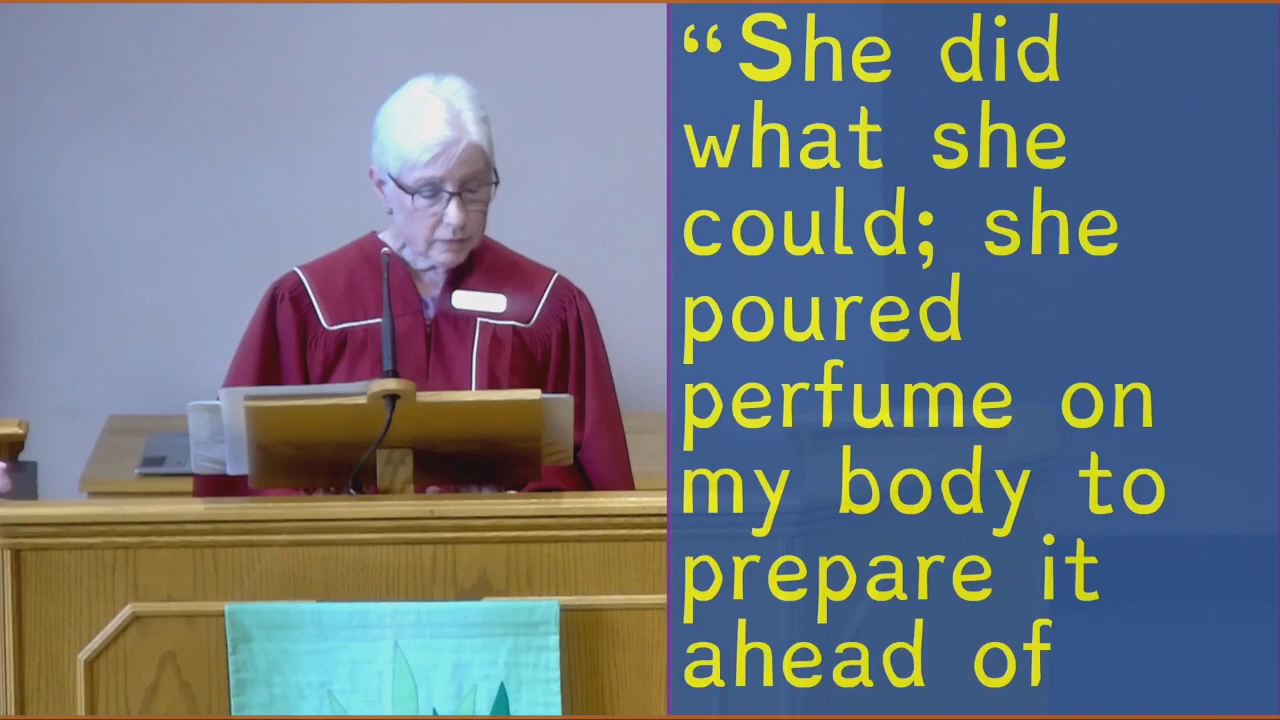 “She did
what she
could; she
poured
perfume on
my body to
prepare it
ahead of